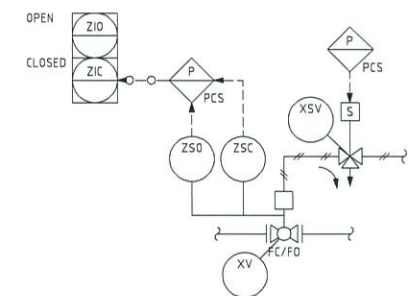 OPEN
ZIO
CLOSED
ZIC
P
PCS
P
PCS
XSV
S
ZSO
ZSC
FC/FO
XV